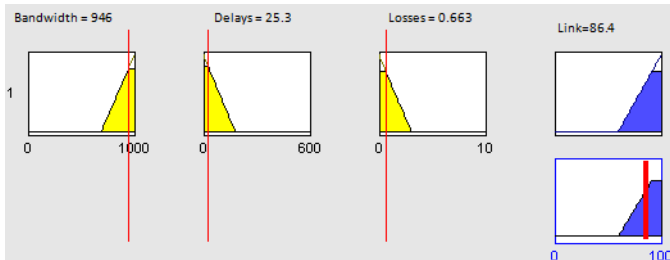 Bandwidth = 946 Delays = 25.3 Losses = 0.663
Link=86.4
1
0 1000 0 600 0 10
0 100